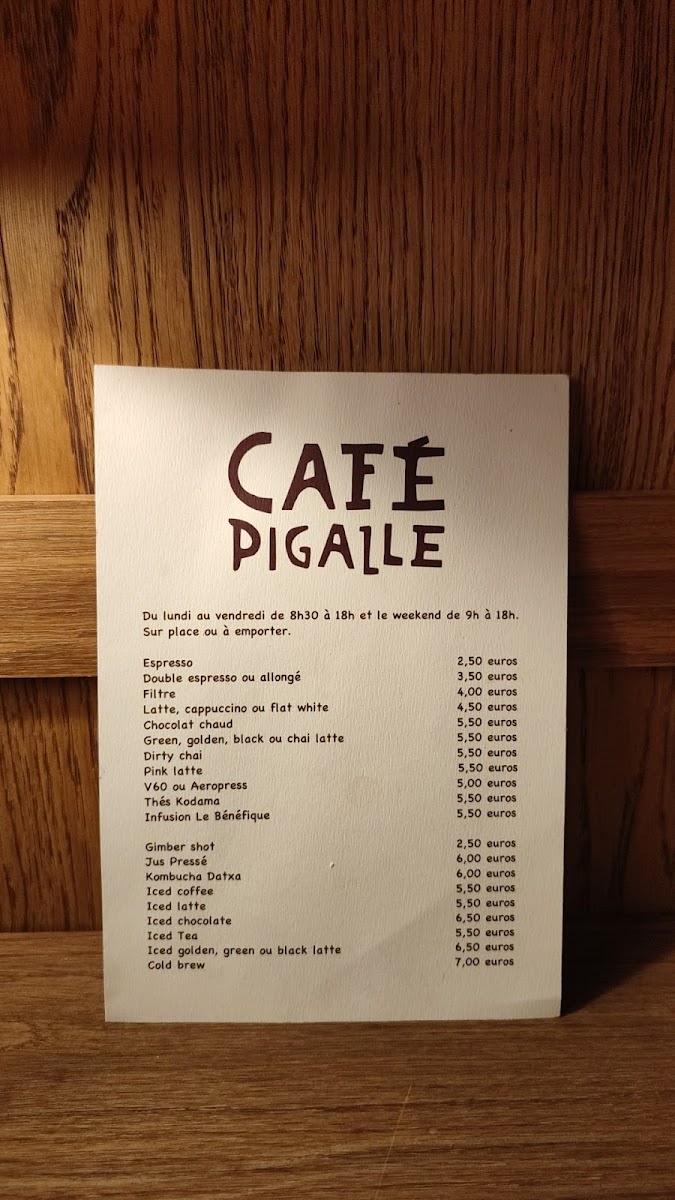 CAFÉ
PIGALLE
Du lundi au vendredi de 8h30 à 18h et le weekend de 9h à 18h.
Sur place ou à emporter.
Espresso 2,50 euros
Double espresso ou allongé 3,50 euros
Filtre 4,00 euros
Latte, cappuccino ou flat white 4,50 euros
Chocolat chaud 5,50 euros
Green, golden, black ou chai latte 5,50 euros
Dirty chai 5,50 euros
Pink latte 5,50 euros
V60 ou Aeropress 5,00 euros
Thés Kodama 5,50 euros
Infusion Le Bénéfique 5,50 euros
Gimber shot 2,50 euros
Jus Pressé 6,00 euros
Kombucha Datxa 6,00 euros
Iced coffee 5,50 euros
Iced latte 5,50 euros
Iced chocolate 6,50 euros
Iced Tea 5,50 euros
Iced golden, green ou black latte 6,50 euros
Cold brew 7,00 euros